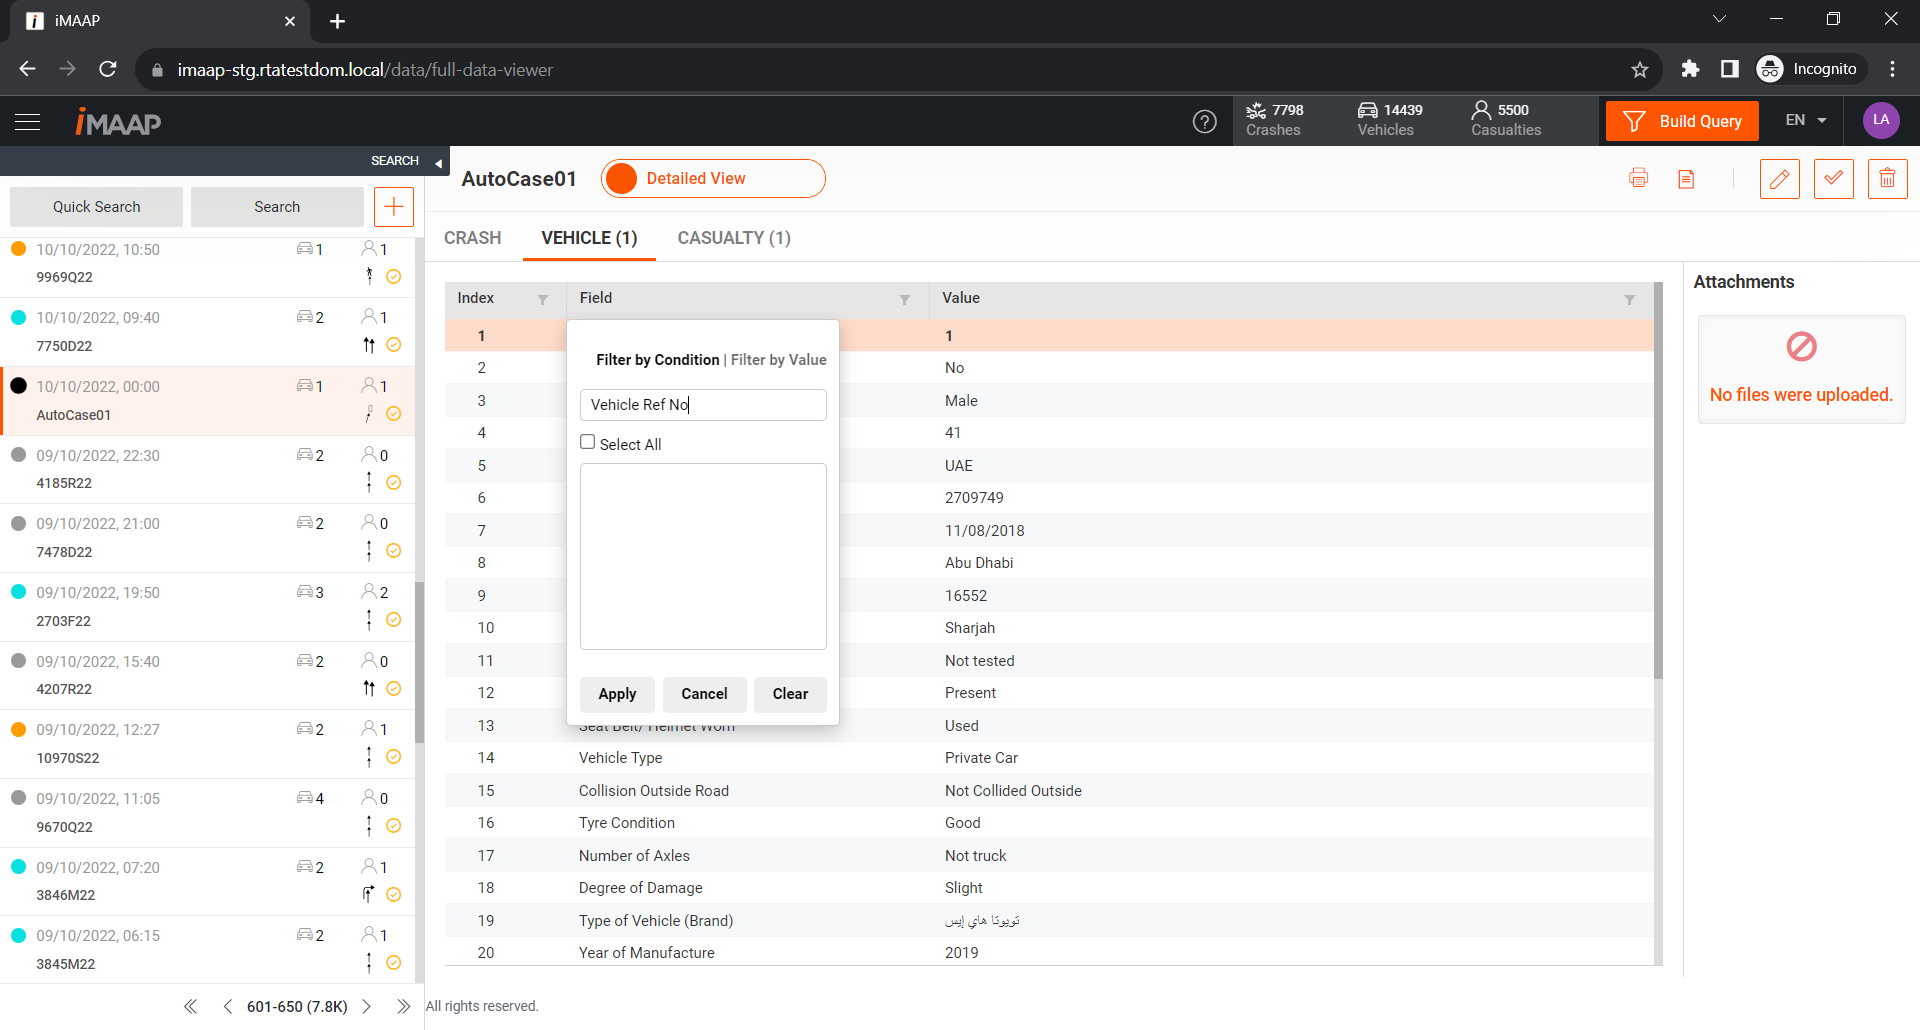 iMAAP
imaap-stg.rtatestdom.local/data/full-data-viewer
Incognito
iMAAP
7798
Crashes
14439
Vehicles
5500
Casualties
Build Query
EN
LA
SEARCH
Quick Search
Search
10/10/2022, 10:50 1 1
9969Q22
10/10/2022, 09:40 2 1
7750D22
10/10/2022, 00:00 1 1
AutoCase01
09/10/2022, 22:30 2 0
4185R22
09/10/2022, 21:00 2 0
7478D22
09/10/2022, 19:50 3 2
2703F22
09/10/2022, 15:40 2 0
4207R22
09/10/2022, 12:27 2 1
10970S22
09/10/2022, 11:05 4 0
9670Q22
09/10/2022, 07:20 2 1
3846M22
09/10/2022, 06:15 2 1
3845M22
601-650 (7.8K)
AutoCase01
Detailed View
CRASH
VEHICLE (1)
CASUALTY (1)
Index Field Value
1 1
2 No
3 Male
4 41
5 UAE
6 2709749
7 11/08/2018
8 Abu Dhabi
9 16552
10 Sharjah
11 Not tested
12 Present
13 Seat Belt/ Helmet Worn Used
14 Vehicle Type Private Car
15 Collision Outside Road Not Collided Outside
16 Tyre Condition Good
17 Number of Axles Not truck
18 Degree of Damage Slight
19 Type of Vehicle (Brand) تويوتا هاي إيس
20 Year of Manufacture 2019
Filter by Condition | Filter by Value
Vehicle Ref No
Select All
Apply
Cancel
Clear
Attachments
No files were uploaded.
All rights reserved.